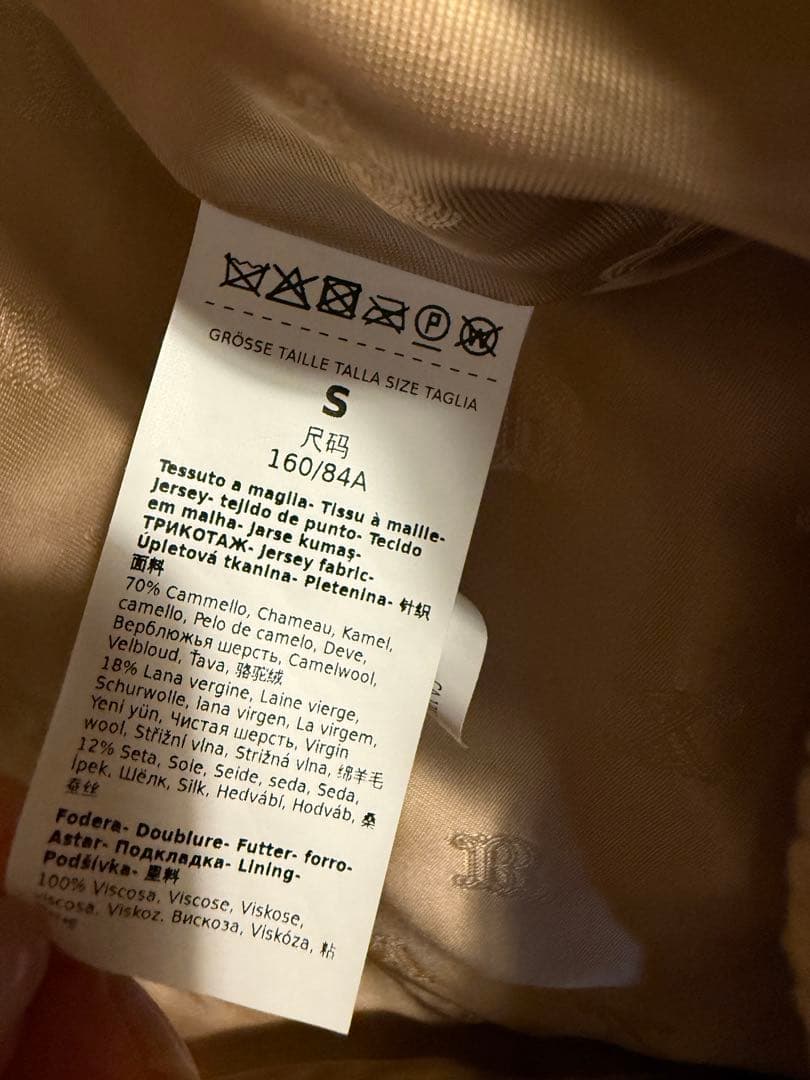 P
W
GRÖSSE TAILLE TALLA SIZE TAGLIA
S
尺码
160/84A
Tessuto a maglia- Tissu à maille-
Jersey- tejido de punto- Tecido
em malha- Jarse kumaş-
ТРИКОТАЖ- Jersey fabric-
Úpletová tkanina- Pletenina- 针织
面料
70% Cammello, Chameau, Kamel,
camello, Pelo de camelo, Deve,
Верблюжья шерсть, Camelwool,
Velbloud, Ťava, 骆驼绒
18% Lana vergine, Laine vierge,
Schurwolle, lana virgen, La virgem,
Yeni yün, Чистая шерсть, Virgin
wool, Střižní vlna, Strižná vlna, 绵羊毛
12% Seta, Soie, Seide, seda, Seda,
İpek, Шёлк, Silk, Hedvábí, Hodváb, 桑
蚕丝
Fodera- Doublure- Futter- forro-
Astar- Подкладка- Lining-
Podšívka- 里料
100% Viscosa, Viscose, Viskose,
viscosa, Viskoz, Вискоза, Viskóza, 粘